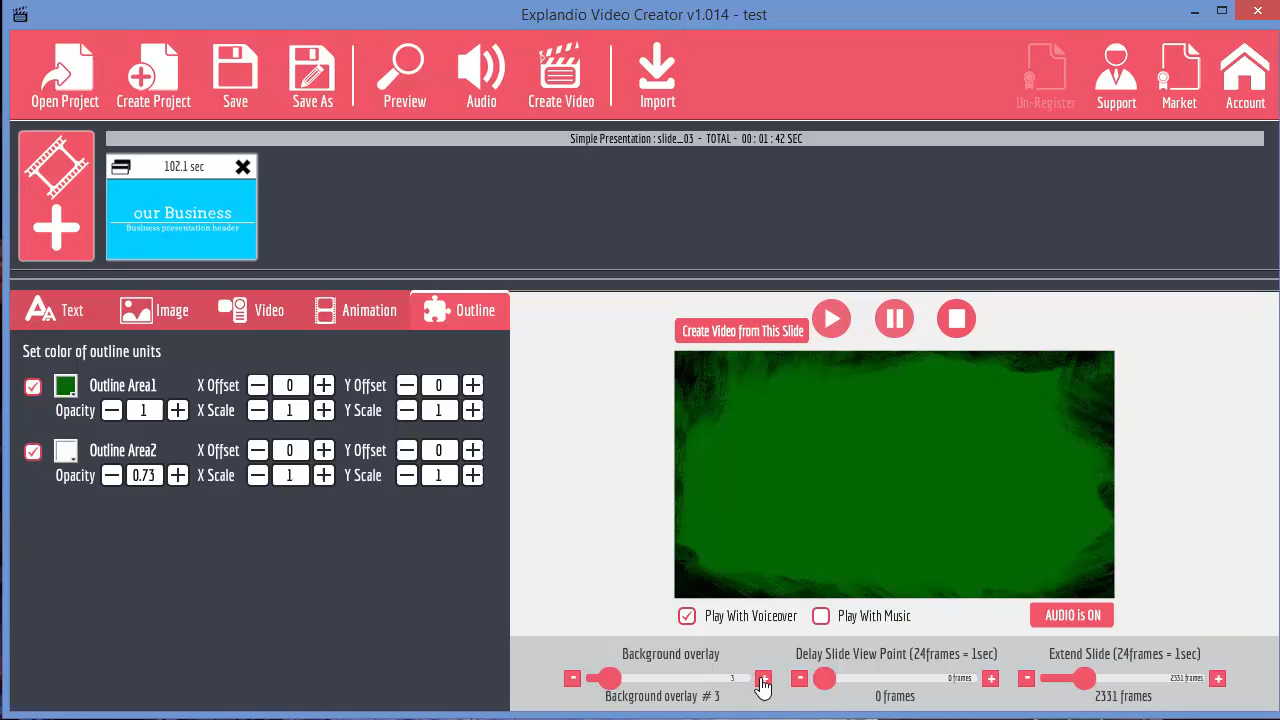 Explandio Video Creator v1.014 - test
Open Project
Create Project
Save
Save As
Preview
Audio
Create Video
Import
Un-Register
Support
Market
Account
Simple Presentation : slide_03 - TOTAL - 00 : 01 : 42 SEC
102.1 sec
our Business
Business presentation header
Text
Image
Video
Animation
Outline
Set color of outline units
Outline Area1 X Offset 0 Y Offset 0
Opacity 1 X Scale 1 Y Scale 1
Outline Area2 X Offset 0 Y Offset 0
Opacity 0.73 X Scale 1 Y Scale 1
Create Video from This Slide
Play With Voiceover
Play With Music
AUDIO is ON
Background overlay
3
Background overlay # 3
Delay Slide View Point (24frames = 1sec)
0 frames
0 frames
Extend Slide (24frames = 1sec)
2331 frames
2331 frames